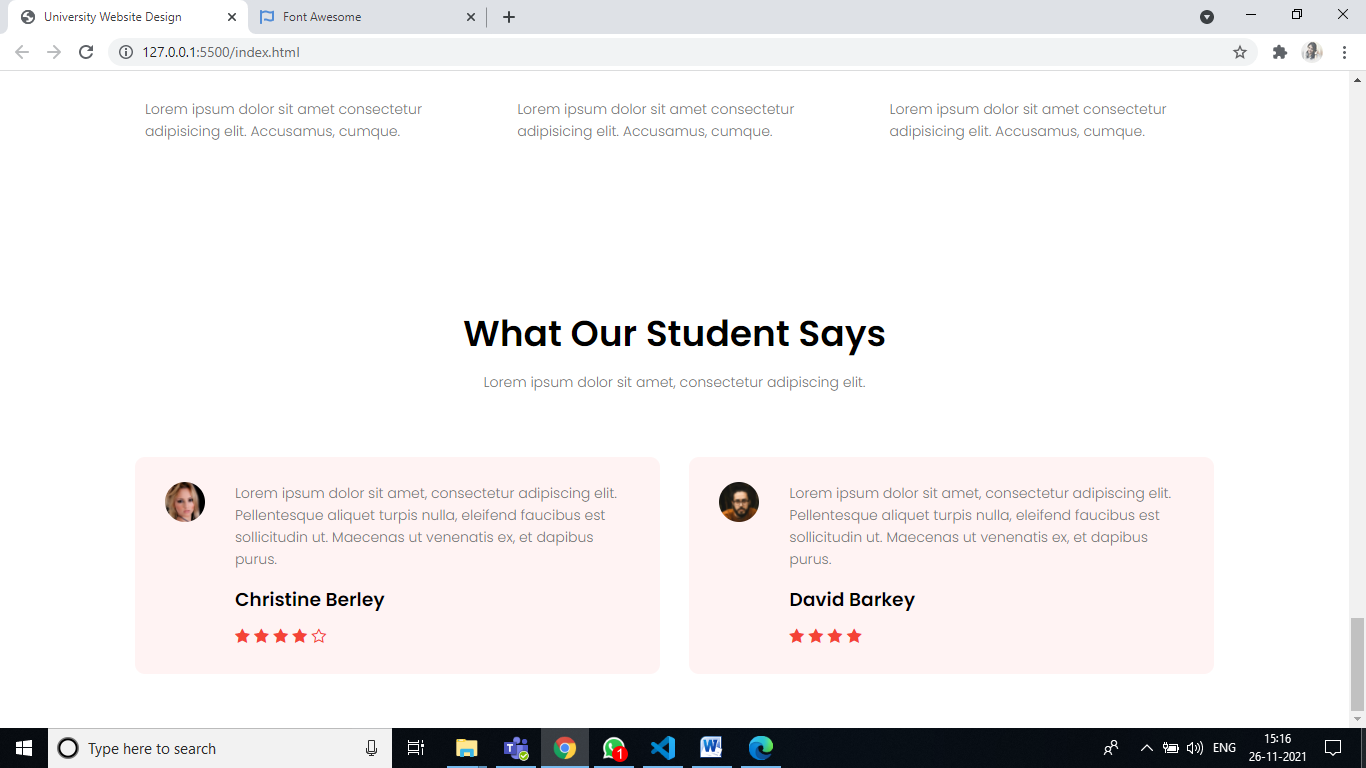 University Website Design
Font Awesome
127.0.0.1:5500/index.html
Lorem ipsum dolor sit amet consectetur
adipisicing elit. Accusamus, cumque.
Lorem ipsum dolor sit amet consectetur
adipisicing elit. Accusamus, cumque.
Lorem ipsum dolor sit amet consectetur
adipisicing elit. Accusamus, cumque.
What Our Student Says
Lorem ipsum dolor sit amet, consectetur adipiscing elit.
Lorem ipsum dolor sit amet, consectetur adipiscing elit.
Pellentesque aliquet turpis nulla, eleifend faucibus est
sollicitudin ut. Maecenas ut venenatis ex, et dapibus
purus.
Christine Berley
Lorem ipsum dolor sit amet, consectetur adipiscing elit.
Pellentesque aliquet turpis nulla, eleifend faucibus est
sollicitudin ut. Maecenas ut venenatis ex, et dapibus
purus.
David Barkey
Type here to search
1
ENG
15:16
26-11-2021